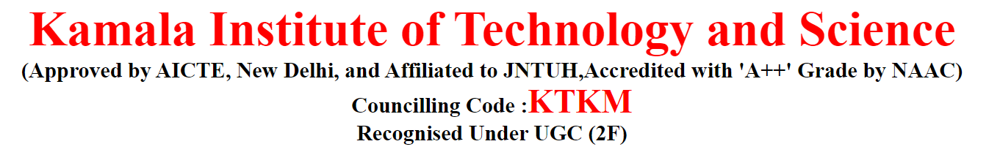 Kamala Institute of Technology and Science
(Approved by AICTE, New Delhi, and Affiliated to JNTUH,Accredited with 'A++' Grade by NAAC)
Councilling Code :KTKM
Recognised Under UGC (2F)